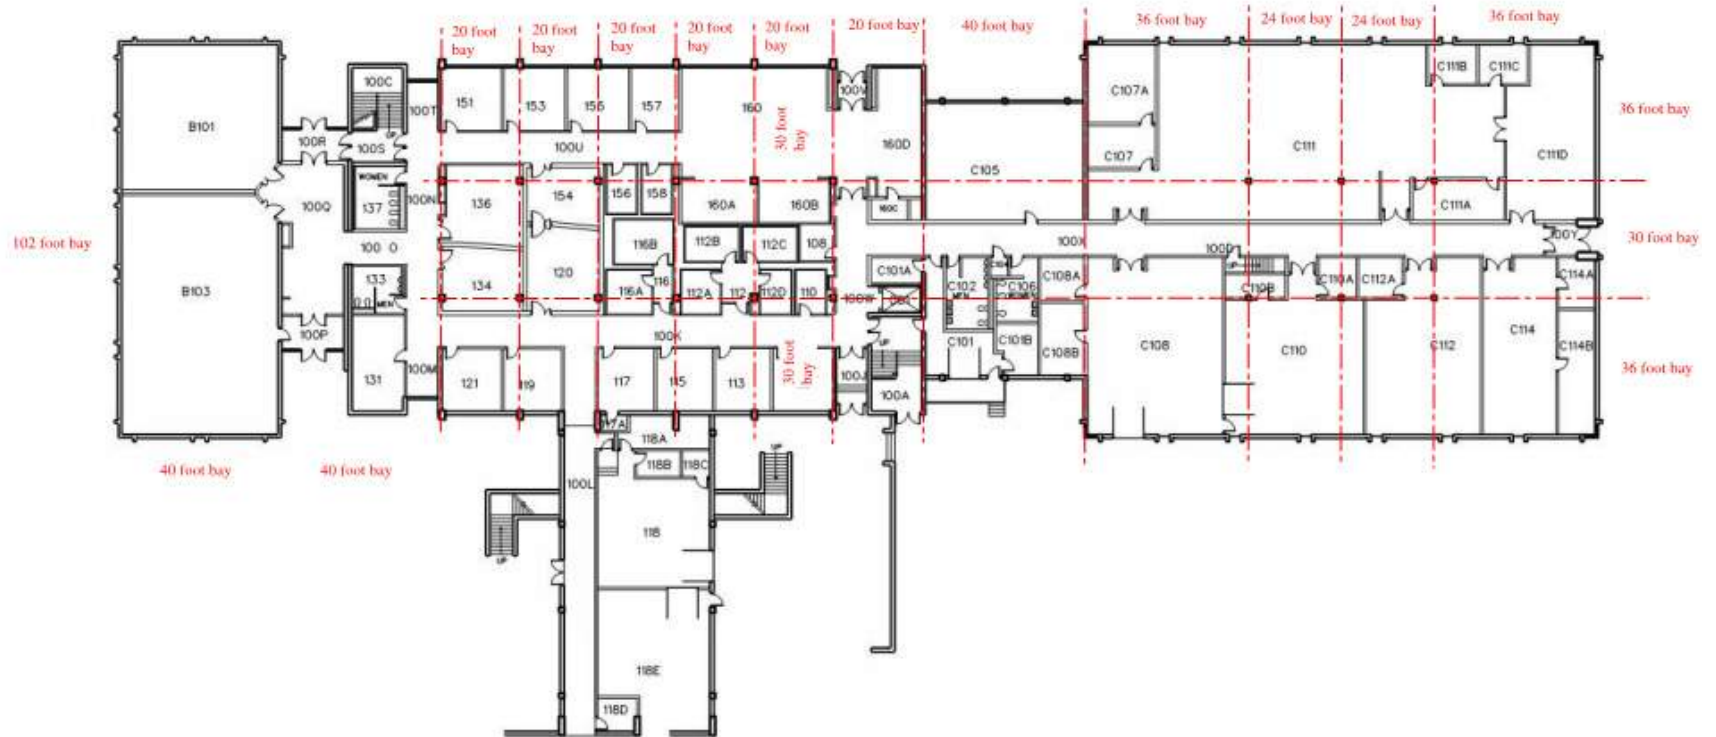 20 foot
bay
20 foot
bay
20 foot
bay
20 foot
bay
20 foot
bay
20 foot bay
40 foot bay
36 foot bay
24 foot bay
24 foot bay
36 foot bay
C111B
C111C
100C
100V
C107A
151
153
155
157
160
100T
36 foot bay
B101
UP
30 foot
bay
100R
100S
100U
160D
C111
C107
C111D
C105
WOMEN
154
156
158
137
100N
136
160A
160B
160C
C111A
100Q
100Y
102 foot bay
100 O
116B
112B
112C
108
100X
100D
30 foot bay
133
134
120
116
C101A
C108A
C110A
C112A
C114A
B103
MEN
116A
112A
112
112D
110
100W
C102
MEN
C106
WOMEN
C110B
100P
100K
UP
C101
C101B
C108B
C108
C110
C112
C114
C114B
131
100M
121
119
117
115
113
30 foot
bay
100J
100A
36 foot bay
117A
118A
40 foot bay
40 foot bay
118B
118C
UP
100L
118
UP
118E
118D